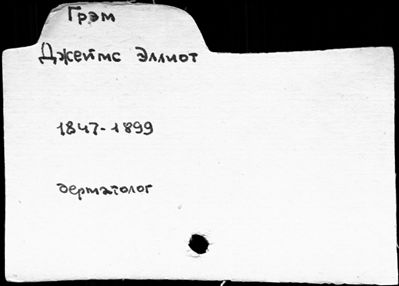 Грэм
Джеймс Эллиот
1847-1899
дерматолог